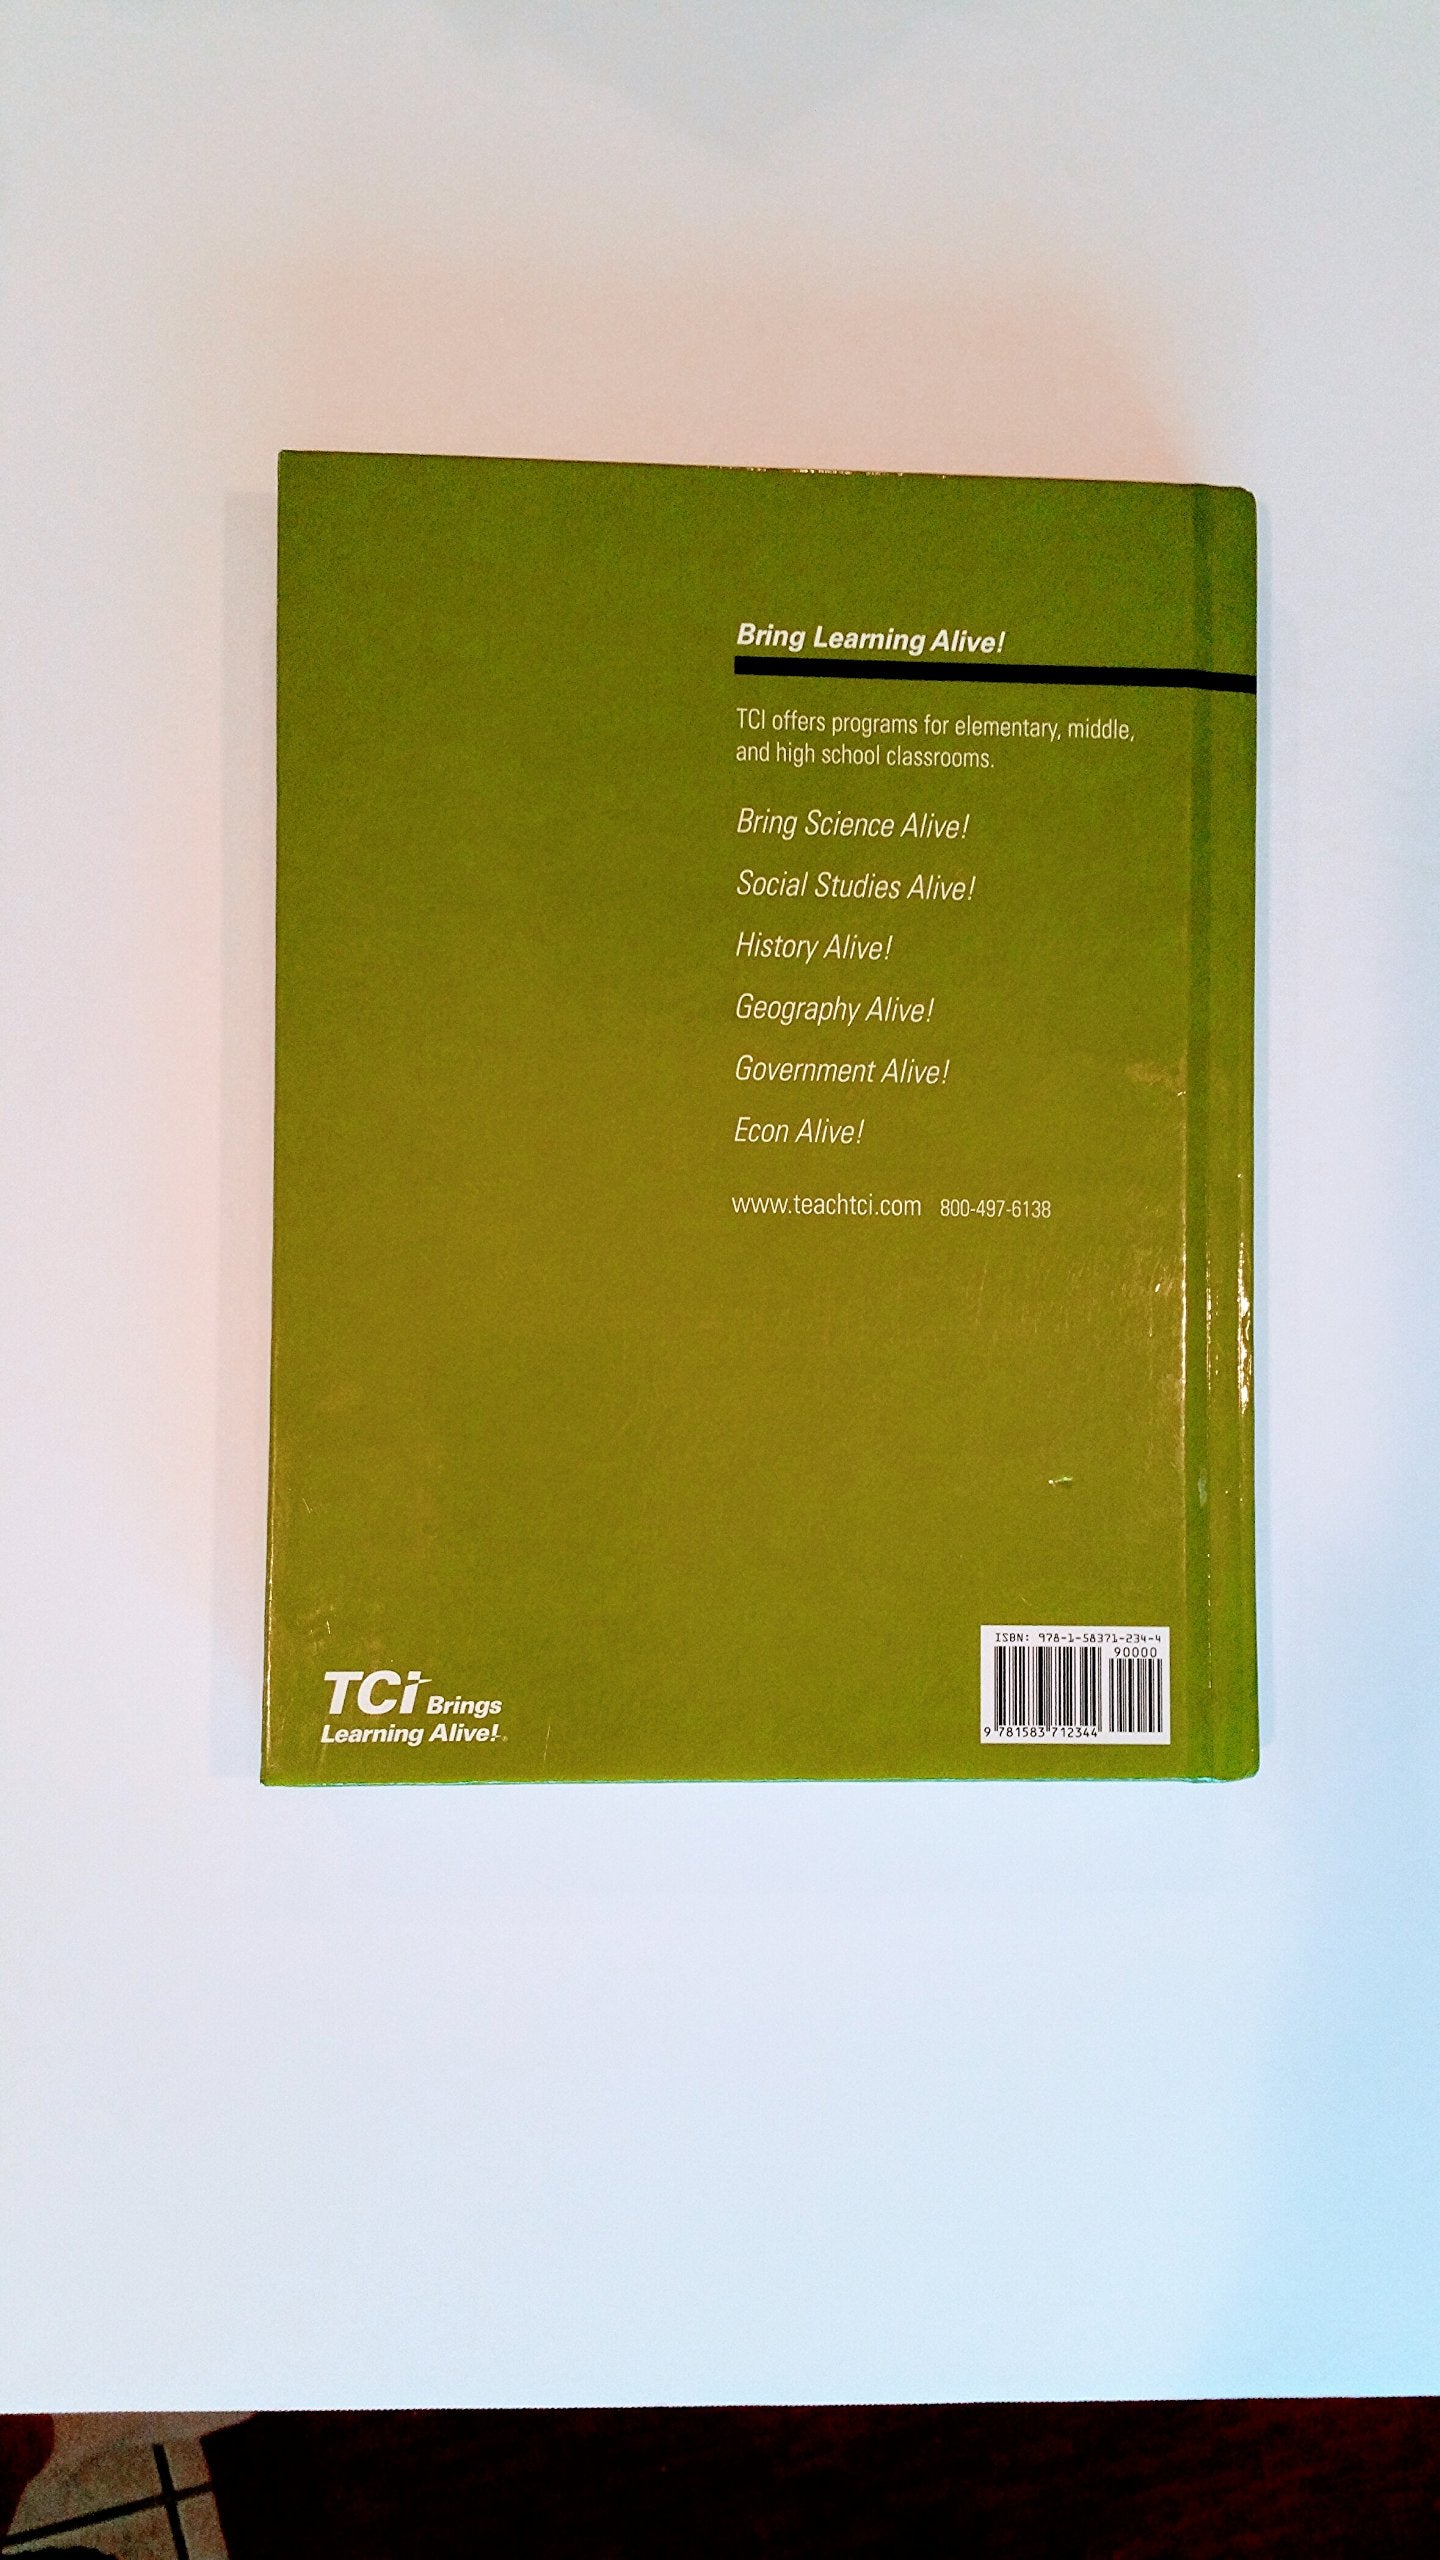 Bring Learning Alive!
TCI offers programs for elementary, middle,
and high school classrooms.
Bring Science Alive!
Social Studies Alive!
History Alive!
Geography Alive!
Government Alive!
Econ Alive!
www.teachtci.com 800-497-6138
ISBN: 978-1-58371-234-4
90000
9 781583 712344
TCi Brings
Learning Alive!